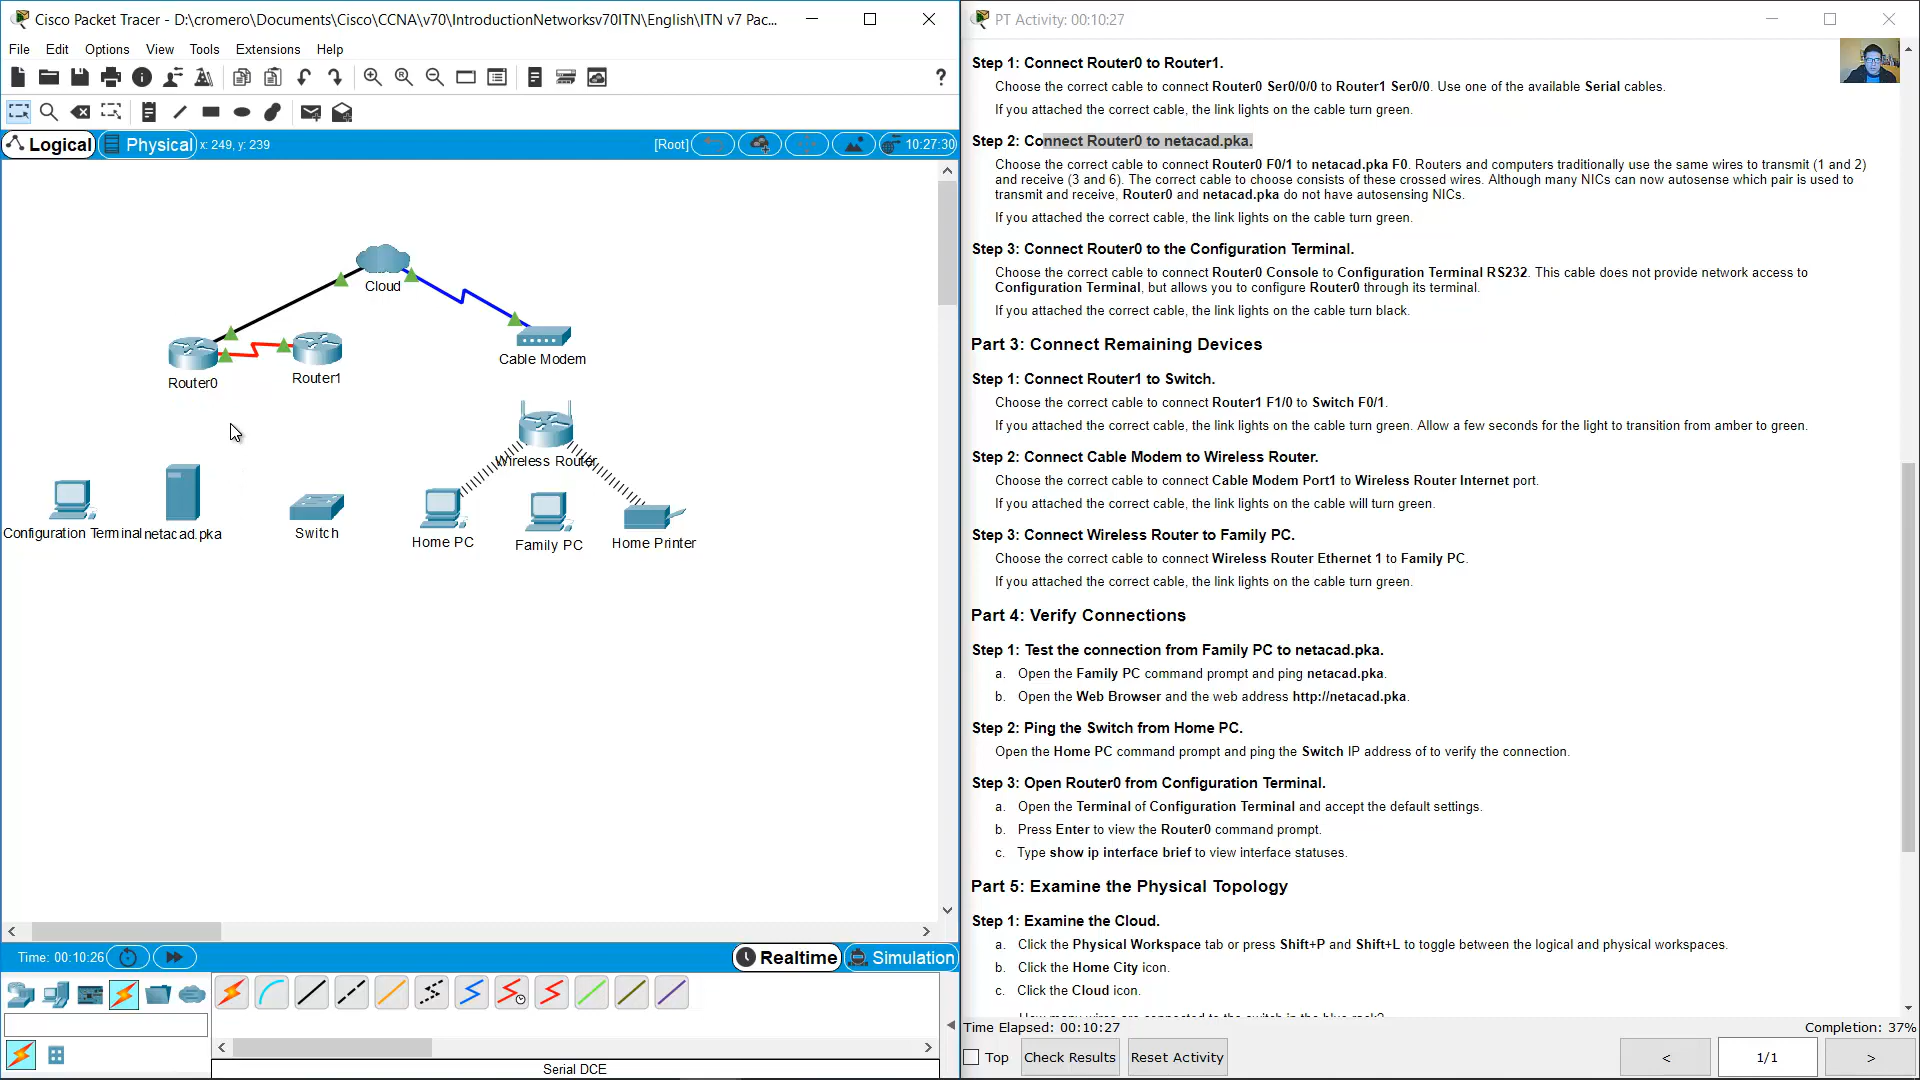 Cisco Packet Tracer - D:\cromero\Documents\Cisco\CCNA\v70\IntroductionNetworksv70ITN\English\ITN v7 Pac...
File Edit Options View Tools Extensions Help
?
Logical Physical x: 249, y: 239 [Root] 10:27:30
Cloud
Cable Modem
Router0
Router1
Wireless Router
Configuration Terminal
netacad.pka
Switch
Home PC
Family PC
Home Printer
Time: 00:10:26 Realtime Simulation
Serial DCE
PT Activity: 00:10:27
Step 1: Connect Router0 to Router1.
Choose the correct cable to connect Router0 Ser0/0/0 to Router1 Ser0/0. Use one of the available Serial cables.
If you attached the correct cable, the link lights on the cable turn green.
Step 2: Connect Router0 to netacad.pka.
Choose the correct cable to connect Router0 F0/1 to netacad.pka F0. Routers and computers traditionally use the same wires to transmit (1 and 2)
and receive (3 and 6). The correct cable to choose consists of these crossed wires. Although many NICs can now autosense which pair is used to
transmit and receive, Router0 and netacad.pka do not have autosensing NICs.
If you attached the correct cable, the link lights on the cable turn green.
Step 3: Connect Router0 to the Configuration Terminal.
Choose the correct cable to connect Router0 Console to Configuration Terminal RS232. This cable does not provide network access to
Configuration Terminal, but allows you to configure Router0 through its terminal.
If you attached the correct cable, the link lights on the cable turn black.
Part 3: Connect Remaining Devices
Step 1: Connect Router1 to Switch.
Choose the correct cable to connect Router1 F1/0 to Switch F0/1.
If you attached the correct cable, the link lights on the cable turn green. Allow a few seconds for the light to transition from amber to green.
Step 2: Connect Cable Modem to Wireless Router.
Choose the correct cable to connect Cable Modem Port1 to Wireless Router Internet port.
If you attached the correct cable, the link lights on the cable will turn green.
Step 3: Connect Wireless Router to Family PC.
Choose the correct cable to connect Wireless Router Ethernet 1 to Family PC.
If you attached the correct cable, the link lights on the cable turn green.
Part 4: Verify Connections
Step 1: Test the connection from Family PC to netacad.pka.
a. Open the Family PC command prompt and ping netacad.pka.
b. Open the Web Browser and the web address http://netacad.pka.
Step 2: Ping the Switch from Home PC.
Open the Home PC command prompt and ping the Switch IP address of to verify the connection.
Step 3: Open Router0 from Configuration Terminal.
a. Open the Terminal of Configuration Terminal and accept the default settings.
b. Press Enter to view the Router0 command prompt.
c. Type show ip interface brief to view interface statuses.
Part 5: Examine the Physical Topology
Step 1: Examine the Cloud.
a. Click the Physical Workspace tab or press Shift+P and Shift+L to toggle between the logical and physical workspaces.
b. Click the Home City icon.
c. Click the Cloud icon.
How many wires are connected to the switch in the blue rack?
Time Elapsed: 00:10:27 Completion: 37%
Top Check Results Reset Activity < 1/1 >